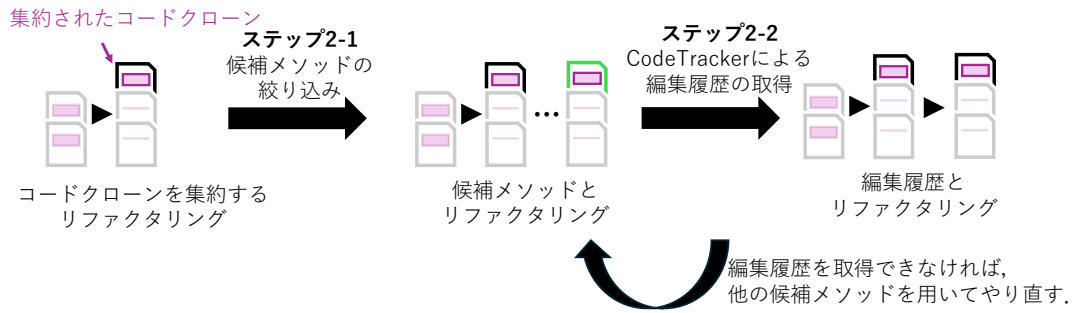 集約されたコードクローン
ステップ2-1
候補メソッドの
絞り込み
ステップ2-2
CodeTrackerによる
編集履歴の取得
…
コードクローンを集約する
リファクタリング
候補メソッドと
リファクタリング
編集履歴と
リファクタリング
編集履歴を取得できなければ,
他の候補メソッドを用いてやり直す.